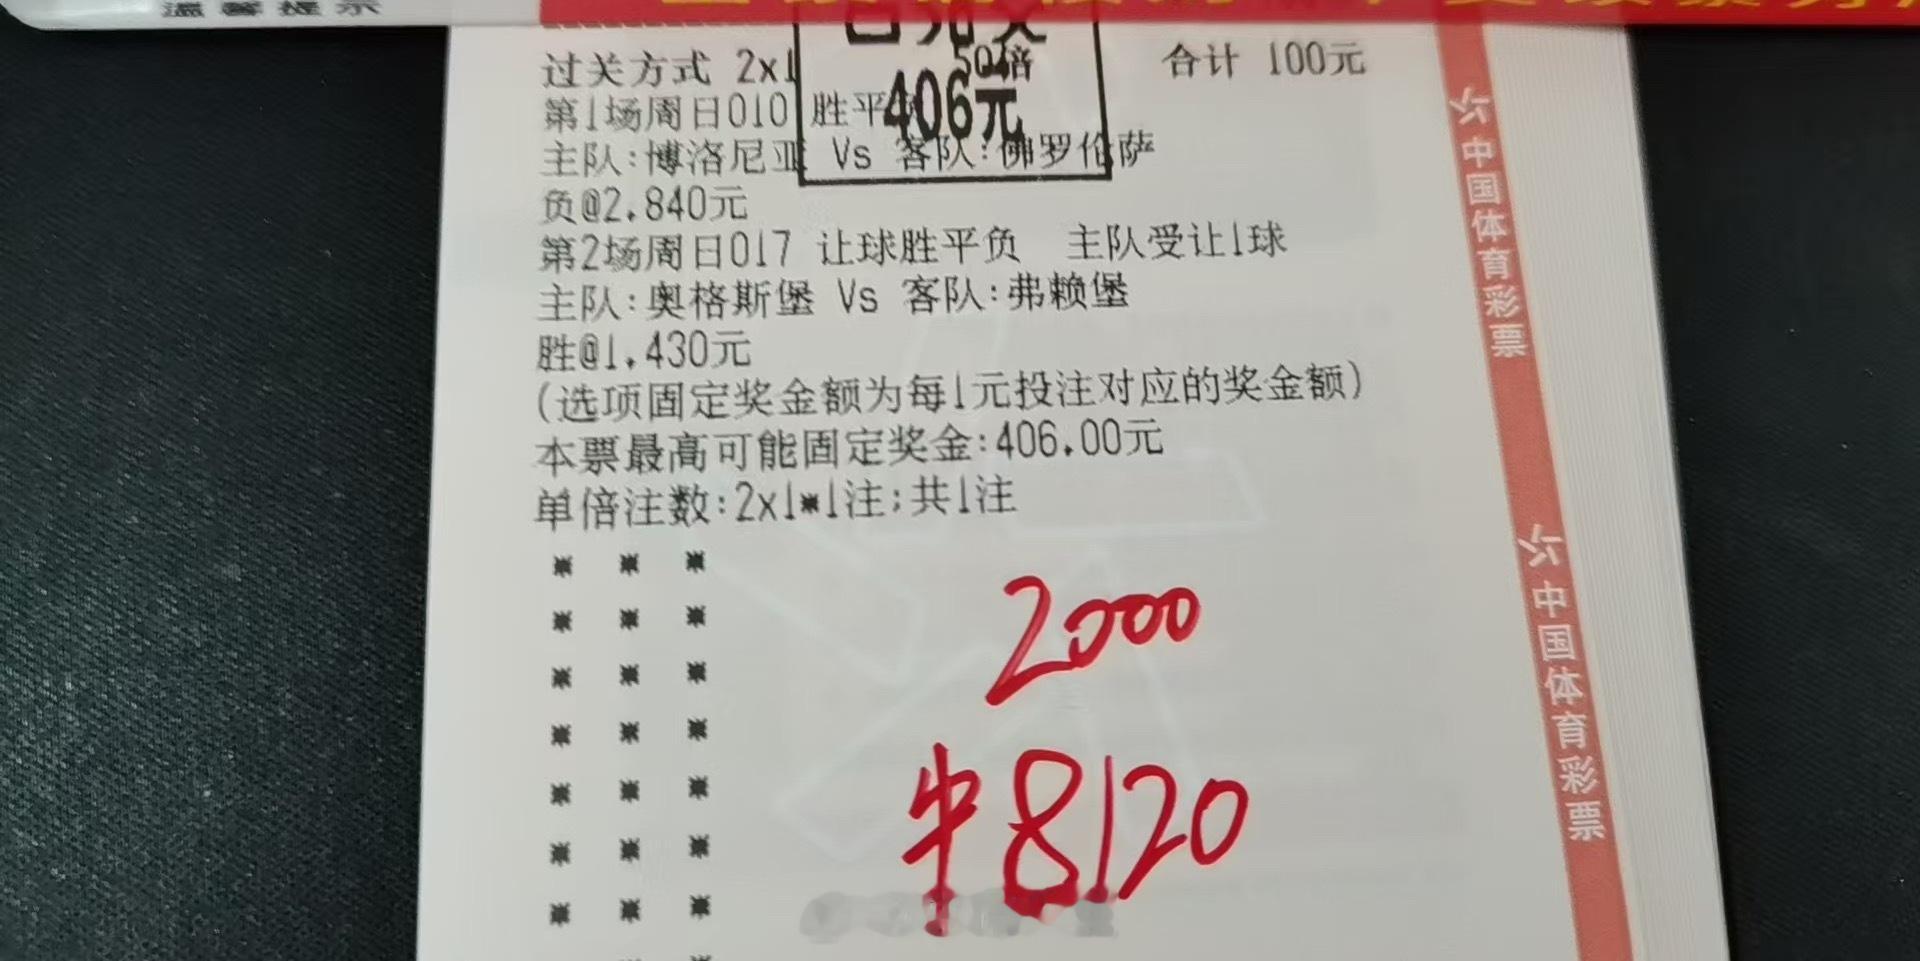 温馨提示
过关方式 2x1 50倍 合计 100元
406元
第1场周日010 胜平
主队:博洛尼亚 Vs 客队:佛罗伦萨
负@2.840元
第2场周日017 让球胜平负 主队受让1球
主队:奥格斯堡 Vs 客队:弗赖堡
胜@1.430元
(选项固定奖金额为每1元投注对应的奖金额)
本票最高可能固定奖金:406.00元
单倍注数:2x1*1注;共1注
2000
中8120
中国体育彩票
中国体育彩票